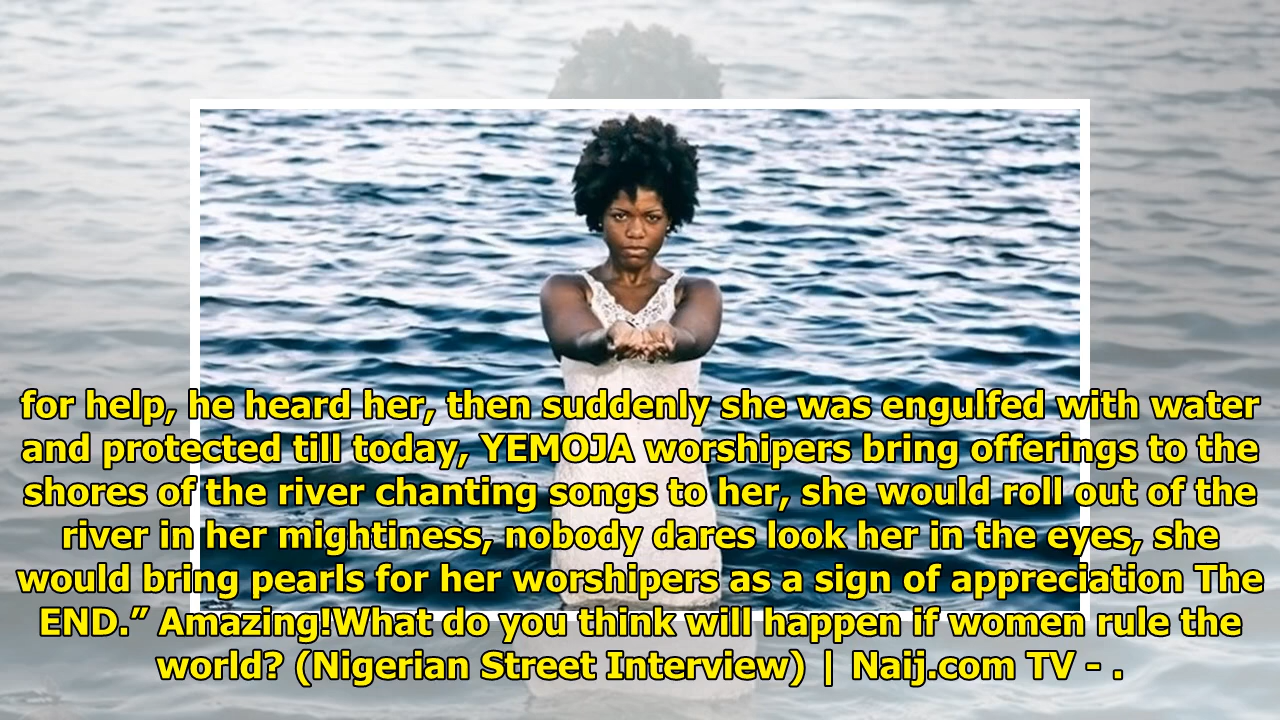 for help, he heard her, then suddenly she was engulfed with water
and protected till today, YEMOJA worshipers bring offerings to the
shores of the river chanting songs to her, she would roll out of the
river in her mightiness, nobody dares look her in the eyes, she
would bring pearls for her worshipers as a sign of appreciation The
END.” Amazing!What do you think will happen if women rule the
world? (Nigerian Street Interview) | Naij.com TV - .